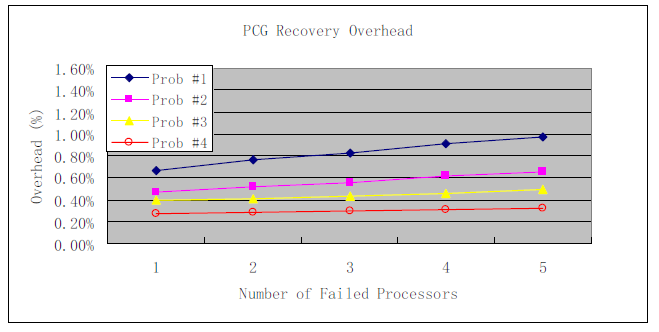 PCG Recovery Overhead
Overhead (%)
1.60%
1.40%
1.20%
1.00%
0.80%
0.60%
0.40%
0.20%
0.00%
Prob #1
Prob #2
Prob #3
Prob #4
1 2 3 4 5
Number of Failed Processors